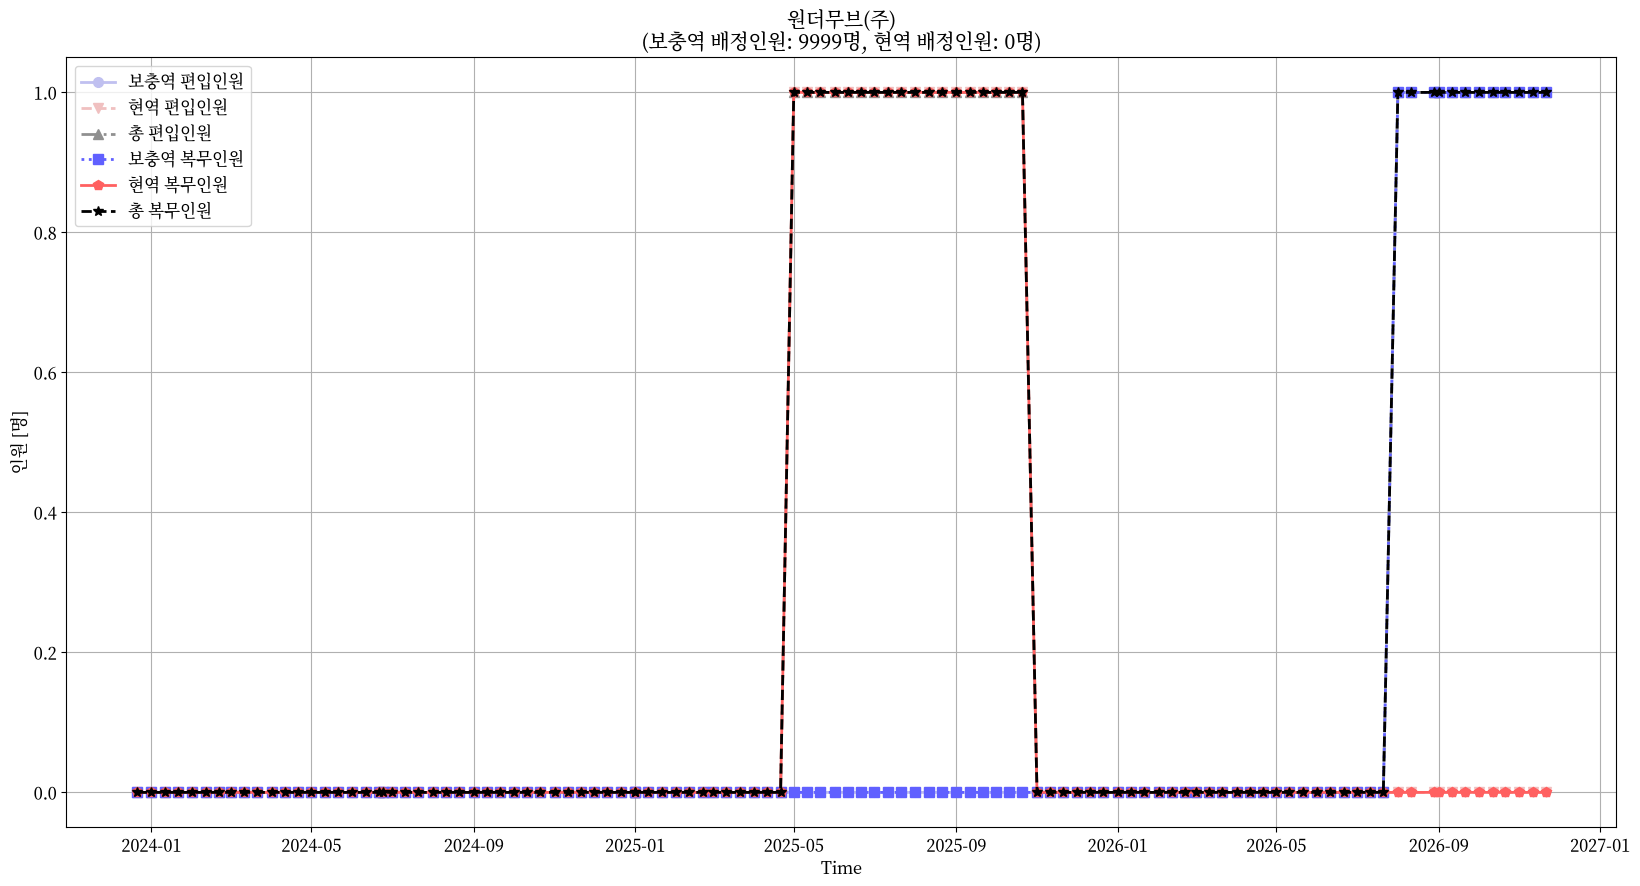 원더무브(주)
(보충역 배정인원: 9999명, 현역 배정인원: 0명)
보충역 편입인원
현역 편입인원
총 편입인원
보충역 복무인원
현역 복무인원
총 복무인원
인원 [명]
1.0
0.8
0.6
0.4
0.2
0.0
2024-01
2024-05
2024-09
2025-01
2025-05
2025-09
2026-01
2026-05
2026-09
2027-01
Time